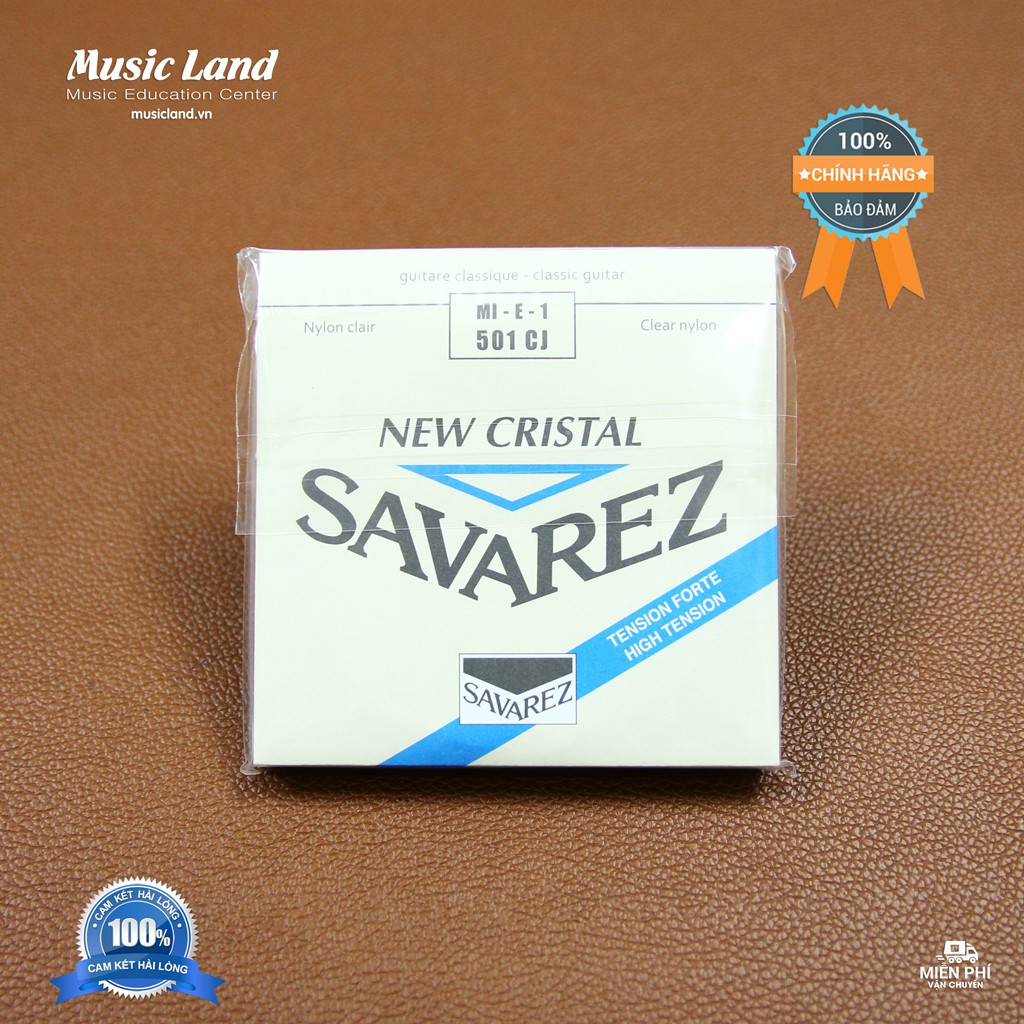 Music Land
Music Education Center
musicland.vn
100%
CHÍNH HÃNG
BẢO ĐẢM
guitare classique - classic guitar
MI - E - 1
501 CJ
Nylon clair
Clear nylon
NEW CRISTAL
SAVAREZ
TENSION FORTE
HIGH TENSION
SAVAREZ
CAM KẾT HÀI LÒNG
100%
CAM KẾT HÀI LÒNG
MIỄN PHÍ
VẬN CHUYỂN